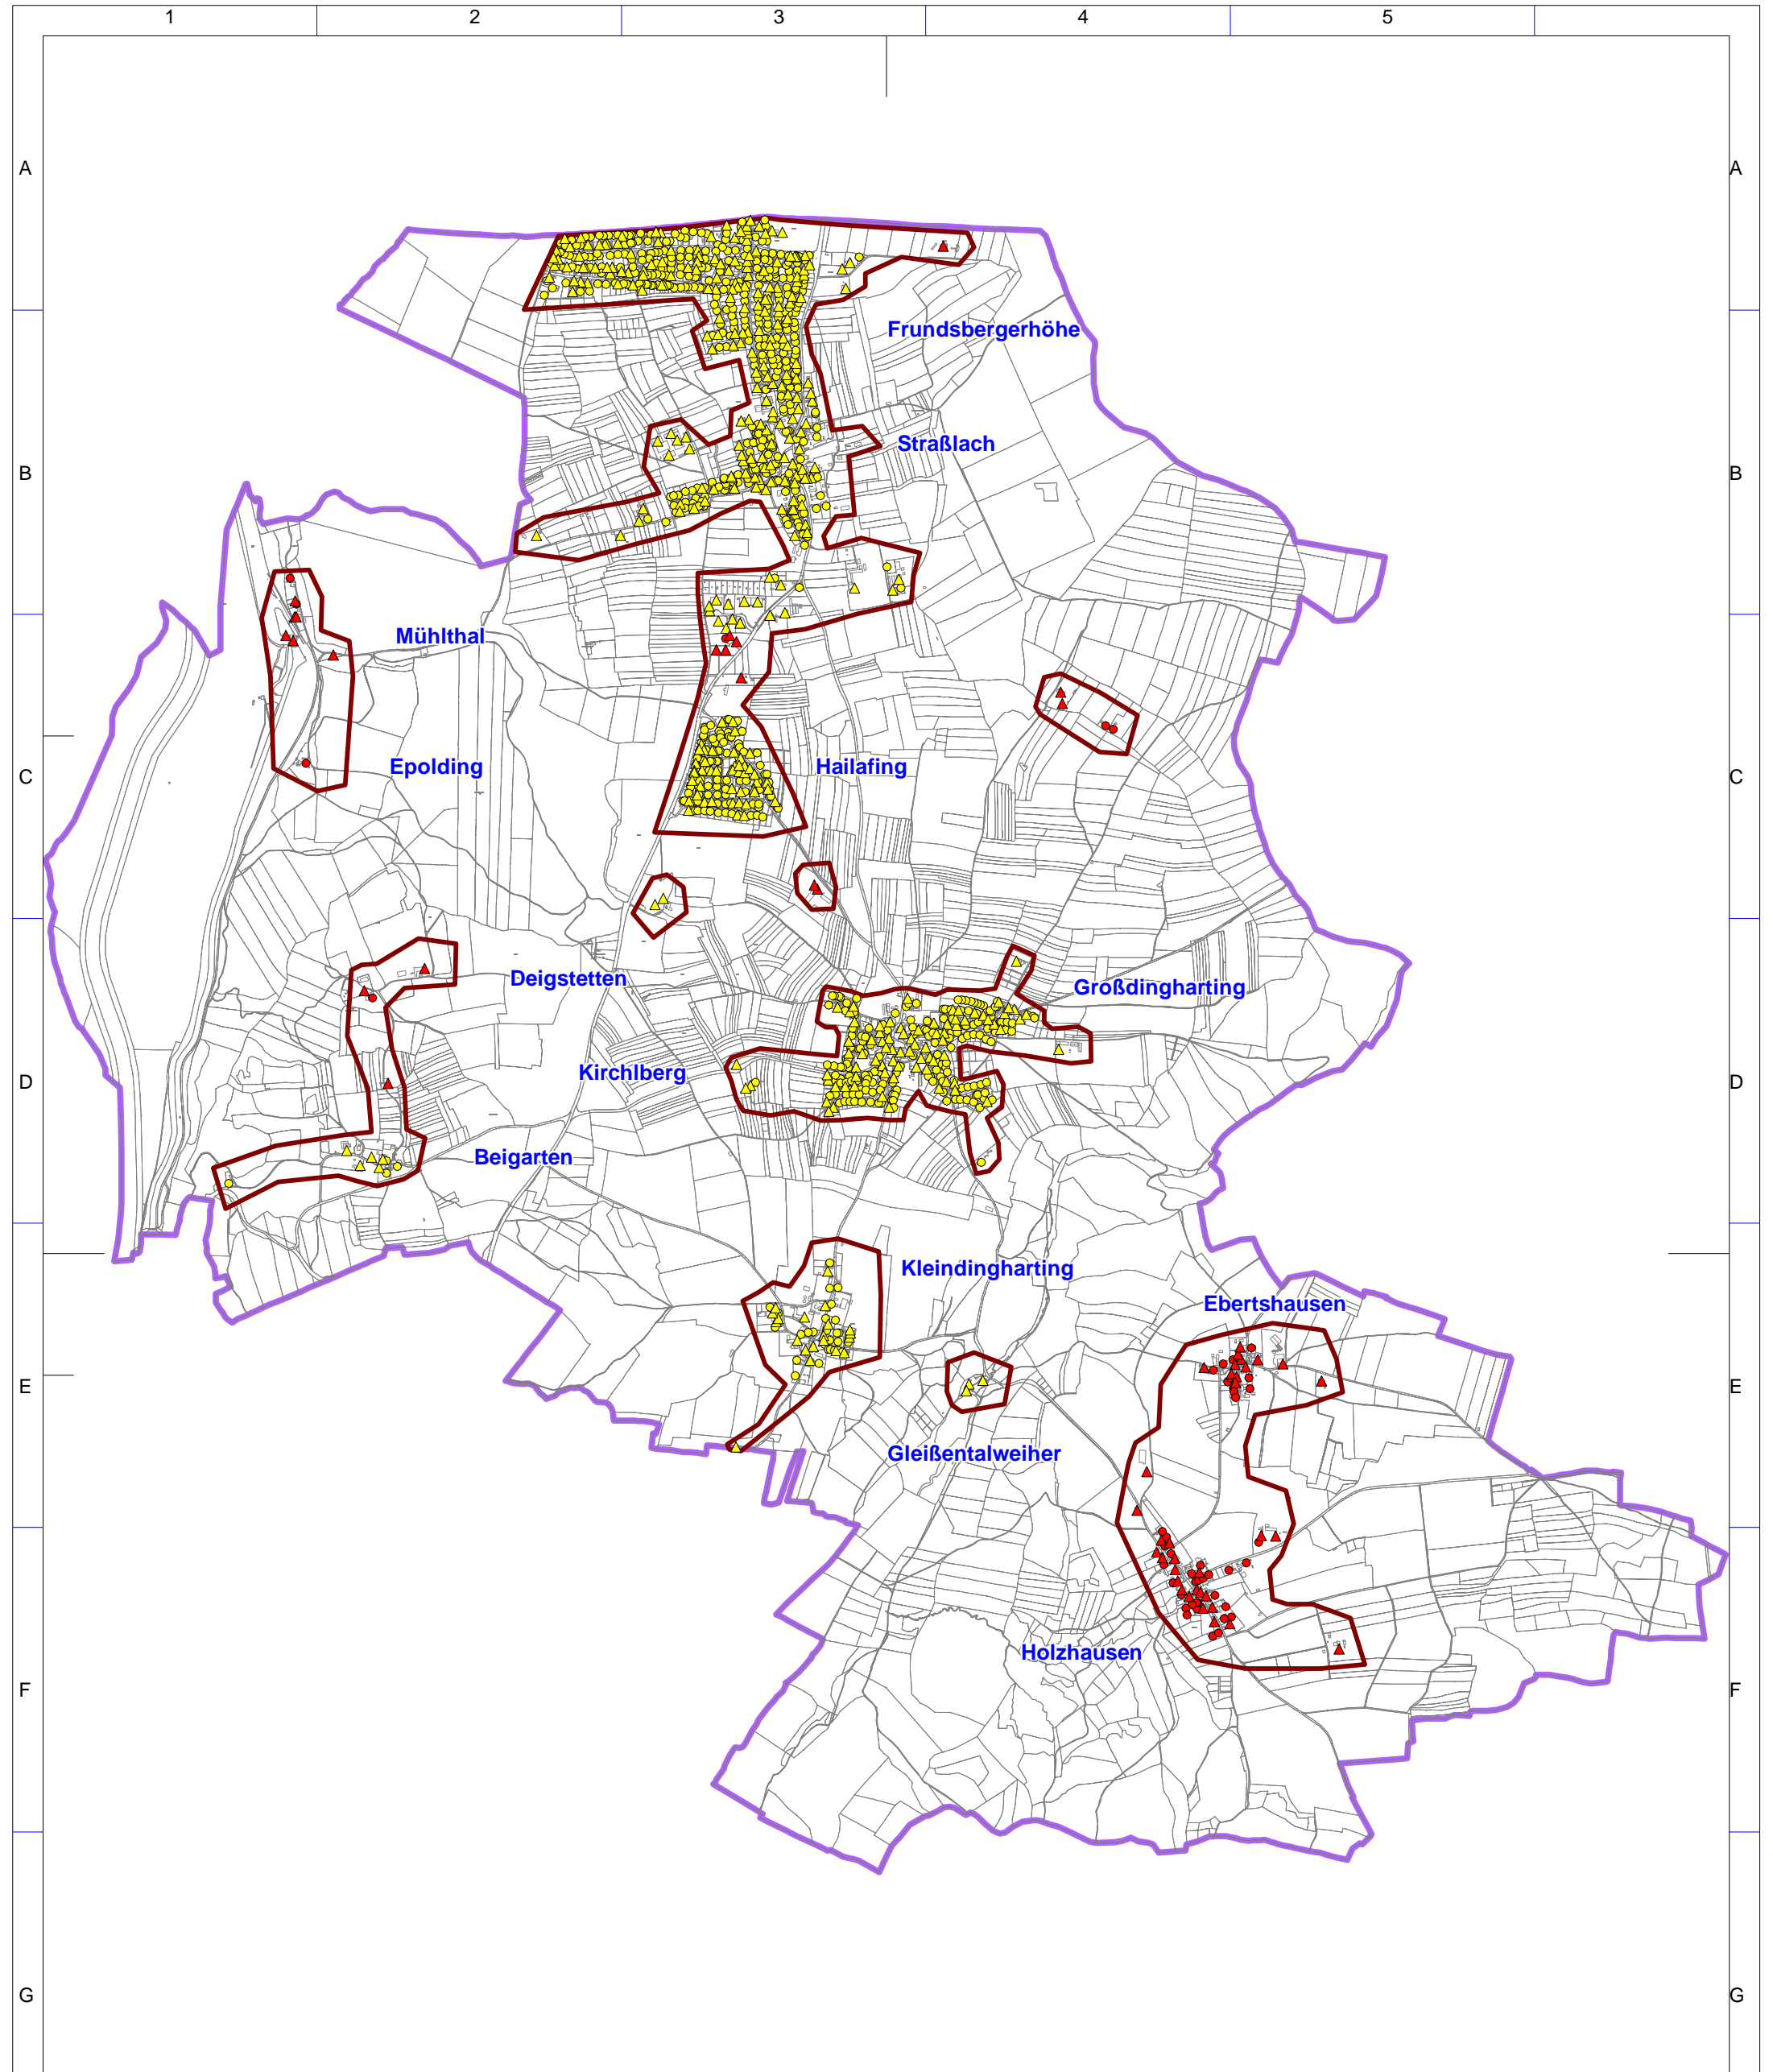 1 2 3 4 5
A A
Frundsbergerhöhe
Straßlach
B B
Mühlthal
Epolding Hailafing
C C
Deigstetten Großdingharting
Kirchlberg
D D
Beigarten
Kleindingharting
Ebertshausen
E E
Gleißentalweiher
Holzhausen
F F
G G